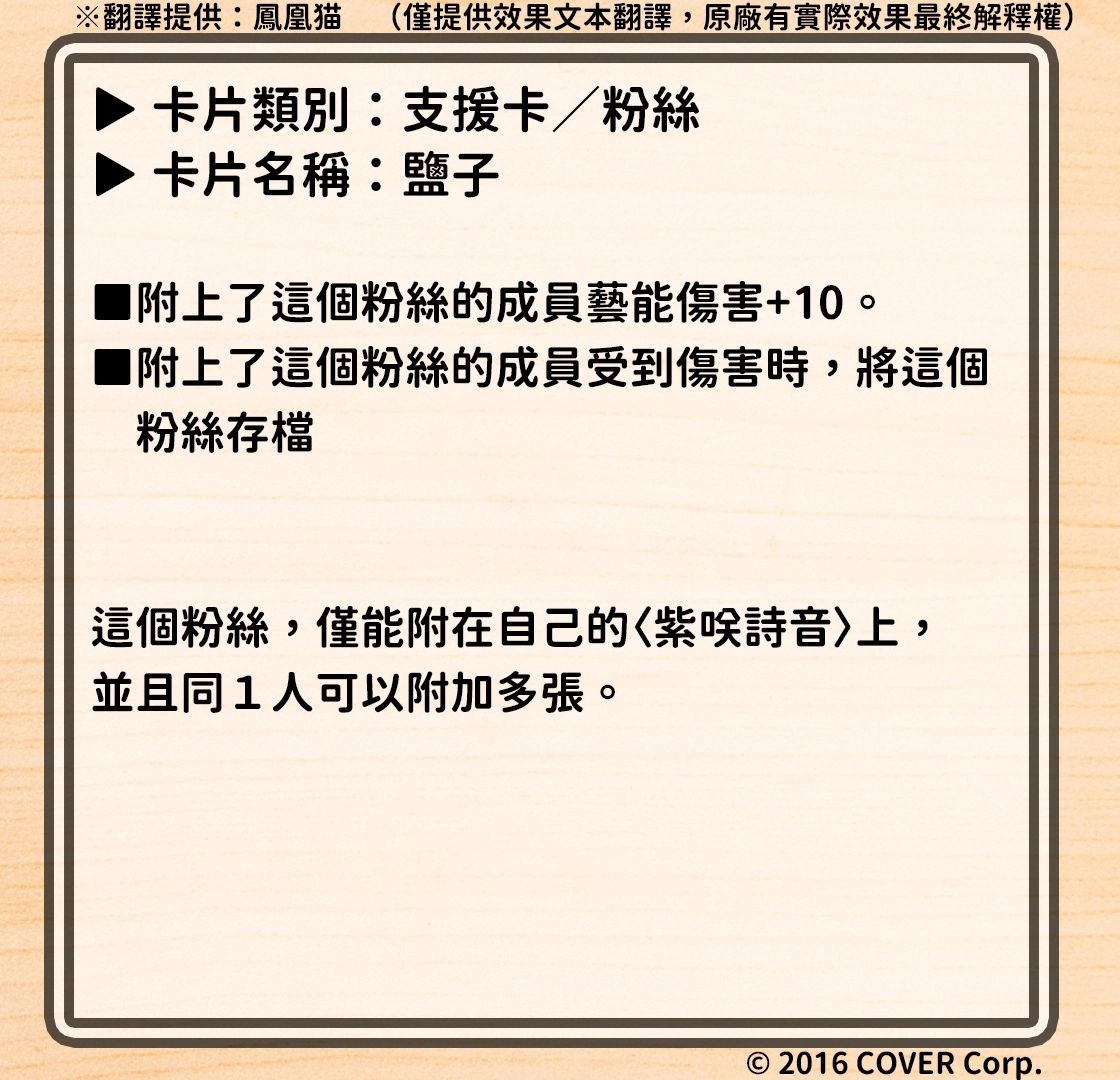 ※翻譯提供：鳳凰猫　（僅提供效果文本翻譯，原廠有實際效果最終解釋權）
▶ 卡片類別：支援卡／粉絲
▶ 卡片名稱：鹽子
■附上了這個粉絲的成員藝能傷害+10。
■附上了這個粉絲的成員受到傷害時，將這個
粉絲存檔
這個粉絲，僅能附在自己的〈紫咲詩音〉上，
並且同１人可以附加多張。
© 2016 COVER Corp.